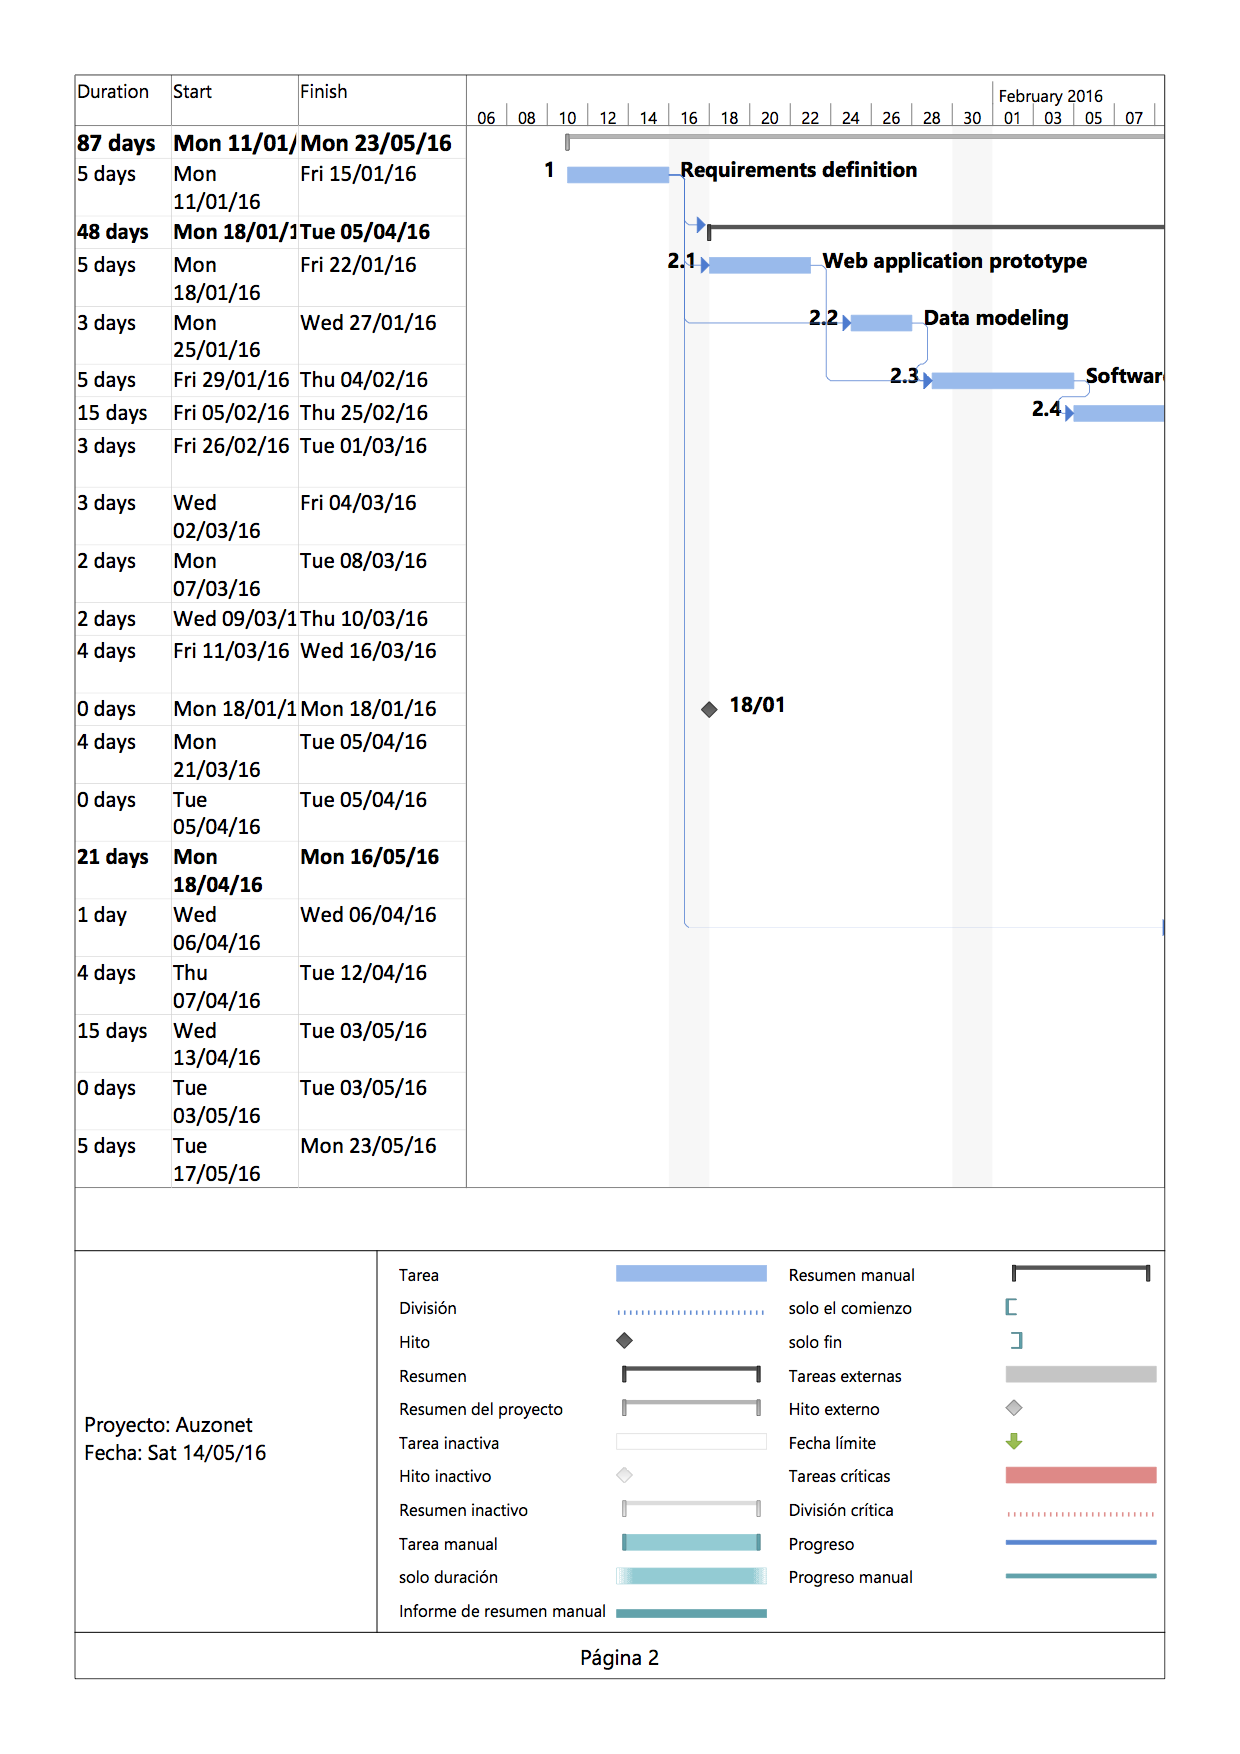 Duration Start Finish
February 2016
06 08 10 12 14 16 18 20 22 24 26 28 30 01 03 05 07
87 days Mon 11/01/ Mon 23/05/16
5 days Mon 11/01/16 Fri 15/01/16 1 Requirements definition
48 days Mon 18/01/1 Tue 05/04/16
5 days Mon 18/01/16 Fri 22/01/16 2.1 Web application prototype
3 days Mon 25/01/16 Wed 27/01/16 2.2 Data modeling
5 days Fri 29/01/16 Thu 04/02/16 2.3 Softwar
15 days Fri 05/02/16 Thu 25/02/16 2.4
3 days Fri 26/02/16 Tue 01/03/16
3 days Wed 02/03/16 Fri 04/03/16
2 days Mon 07/03/16 Tue 08/03/16
2 days Wed 09/03/1 Thu 10/03/16
4 days Fri 11/03/16 Wed 16/03/16
0 days Mon 18/01/1 Mon 18/01/16 18/01
4 days Mon 21/03/16 Tue 05/04/16
0 days Tue 05/04/16 Tue 05/04/16
21 days Mon 18/04/16 Mon 16/05/16
1 day Wed 06/04/16 Wed 06/04/16
4 days Thu 07/04/16 Tue 12/04/16
15 days Wed 13/04/16 Tue 03/05/16
0 days Tue 03/05/16 Tue 03/05/16
5 days Tue 17/05/16 Mon 23/05/16
Proyecto: Auzonet
Fecha: Sat 14/05/16
Tarea
División
Hito
Resumen
Resumen del proyecto
Tarea inactiva
Hito inactivo
Resumen inactivo
Tarea manual
solo duración
Informe de resumen manual
Resumen manual
solo el comienzo
solo fin
Tareas externas
Hito externo
Fecha límite
Tareas críticas
División crítica
Progreso
Progreso manual
Página 2